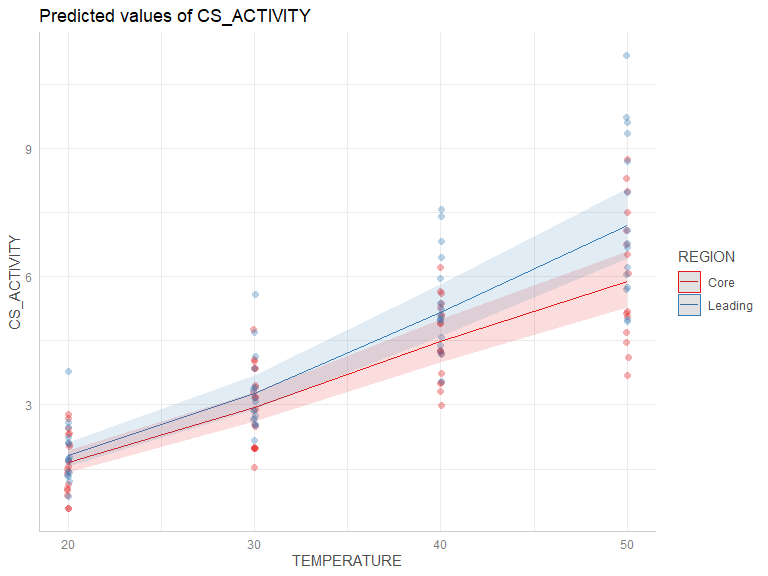 Predicted values of CS_ACTIVITY
9
6
3
CS_ACTIVITY
20 30 40 50
TEMPERATURE
REGION
Core
Leading